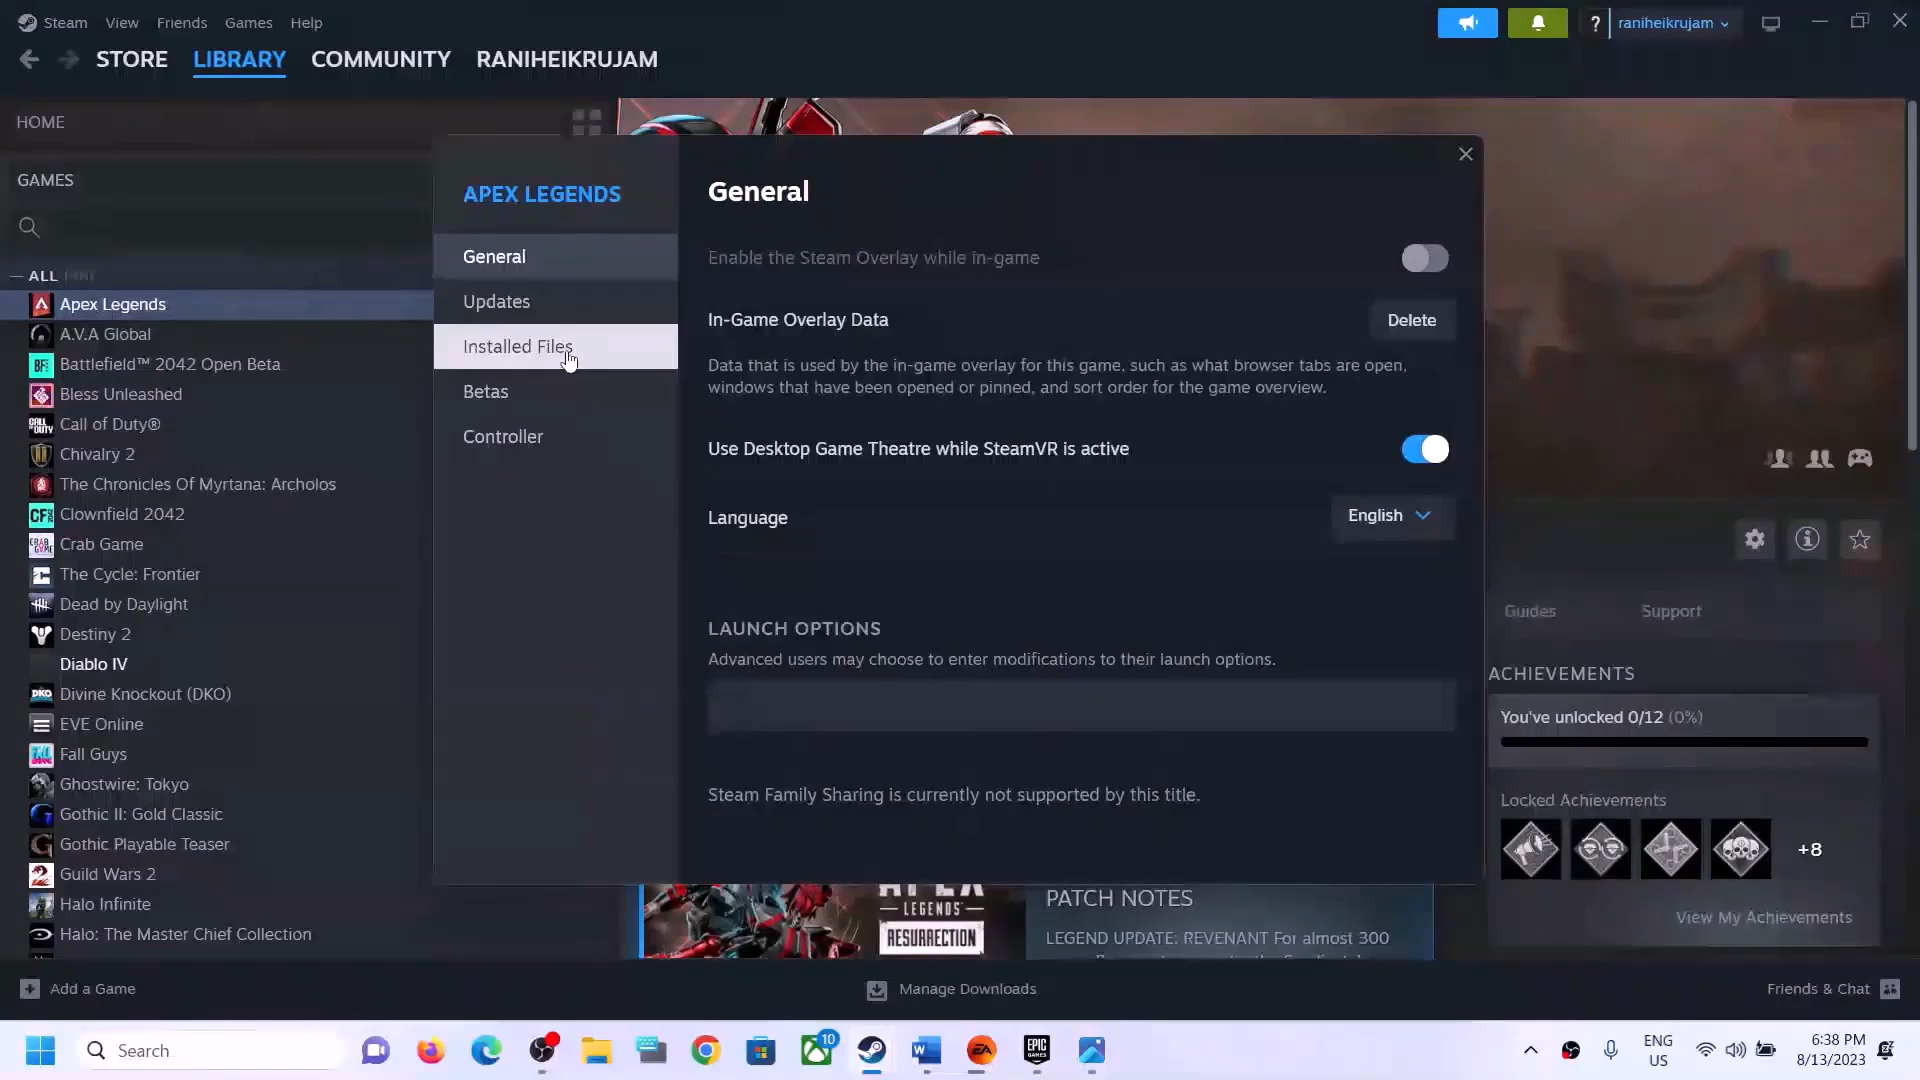 Steam View Friends Games Help
? raniheikrujam
STORE LIBRARY COMMUNITY RANIHEIKRUJAM
HOME
GAMES
— ALL
Apex Legends
A.V.A Global
Battlefield™ 2042 Open Beta
Bless Unleashed
Call of Duty®
Chivalry 2
The Chronicles Of Myrtana: Archolos
Clownfield 2042
Crab Game
The Cycle: Frontier
Dead by Daylight
Destiny 2
Diablo IV
Divine Knockout (DKO)
EVE Online
Fall Guys
Ghostwire: Tokyo
Gothic II: Gold Classic
Gothic Playable Teaser
Guild Wars 2
Halo Infinite
Halo: The Master Chief Collection
APEX LEGENDS
General
Updates
Installed Files
Betas
Controller
General
Enable the Steam Overlay while in-game
In-Game Overlay Data
Delete
Data that is used by the in-game overlay for this game, such as what browser tabs are open,
windows that have been opened or pinned, and sort order for the game overview.
Use Desktop Game Theatre while SteamVR is active
Language
English
LAUNCH OPTIONS
Advanced users may choose to enter modifications to their launch options.
Steam Family Sharing is currently not supported by this title.
Guides Support
ACHIEVEMENTS
You've unlocked 0/12 (0%)
Locked Achievements
+8
View My Achievements
LEGENDS
RESURRECTION
PATCH NOTES
LEGEND UPDATE: REVENANT For almost 300
Add a Game
Manage Downloads
Friends & Chat
Search
10
EPIC
GAMES
ENG
US
6:38 PM
8/13/2023